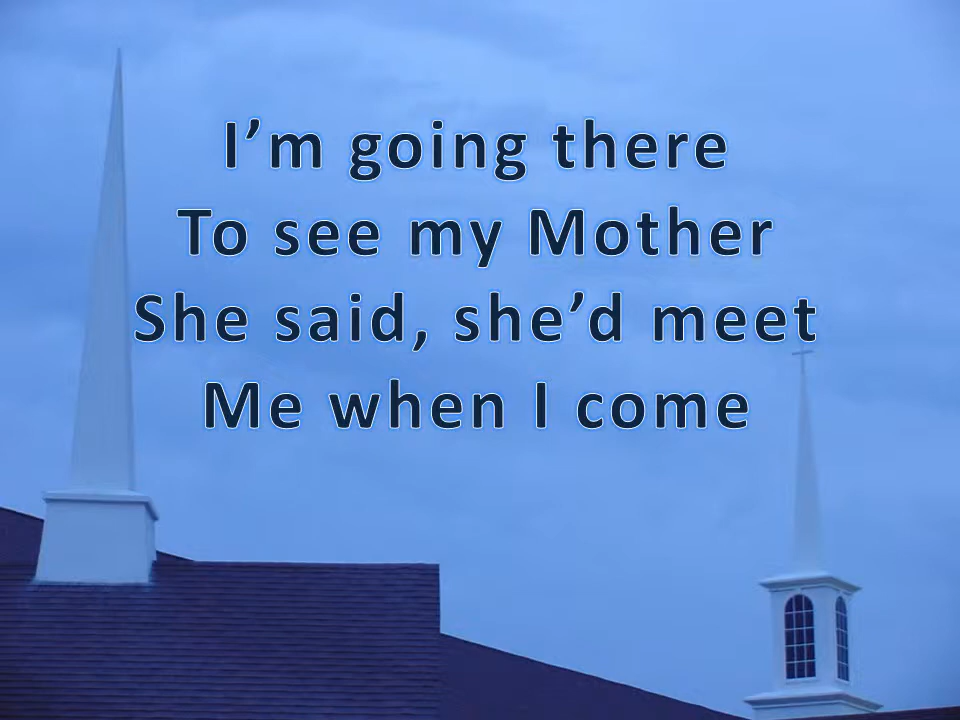 I’m going there
To see my Mother
She said, she’d meet
Me when I come